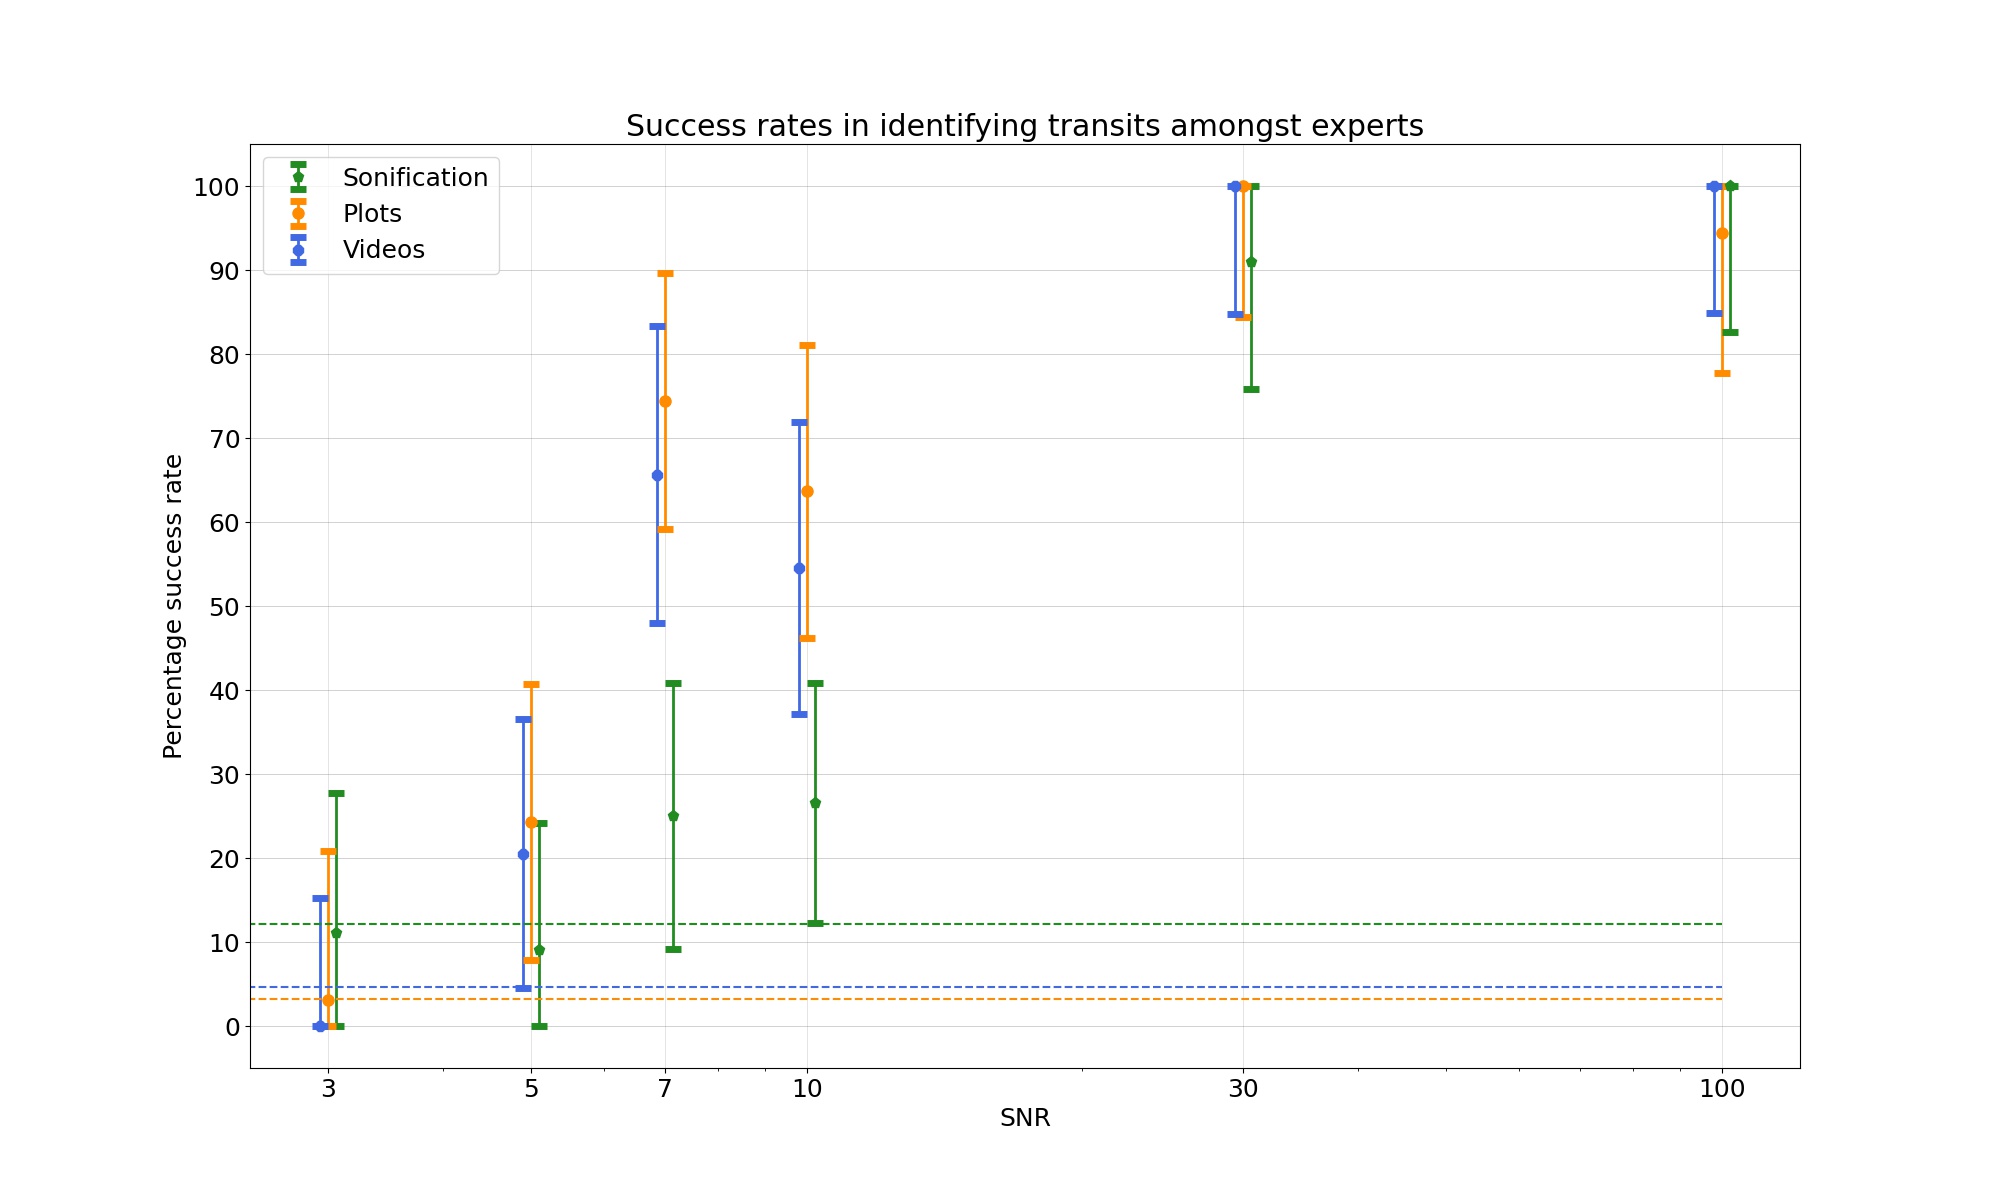 Success rates in identifying transits amongst experts
Sonification
Plots
Videos
100
90
80
70
60
50
40
30
20
10
0
Percentage success rate
3 5 7 10 30 100
SNR